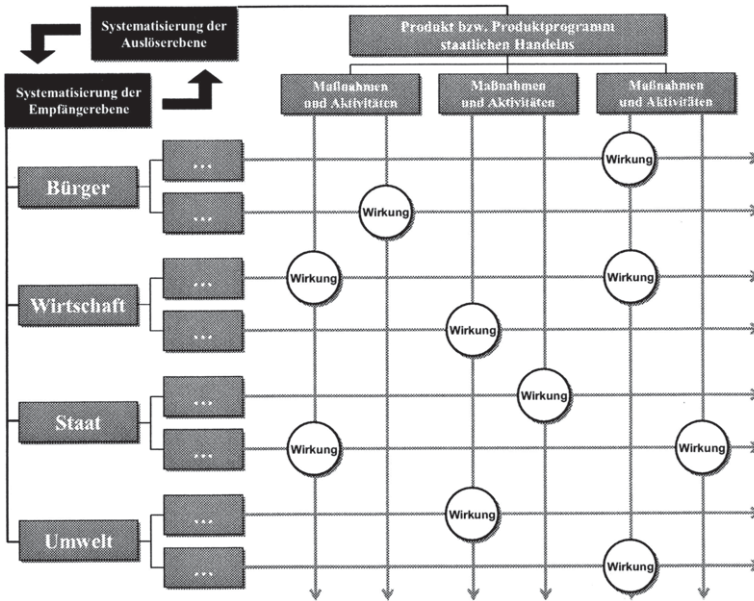 Systematisierung der
Auslöserebene
Produkt bzw. Produktprogramm
staatlichen Handelns
Systematisierung der
Empfängerebene
Maßnahmen
und Aktivitäten
Maßnahmen
und Aktivitäten
Maßnahmen
und Aktivitäten
Bürger
...
Wirkung
...
Wirkung
Wirtschaft
...
Wirkung
Wirkung
...
Wirkung
Staat
...
Wirkung
...
Wirkung
Wirkung
Umwelt
...
Wirkung
...
Wirkung